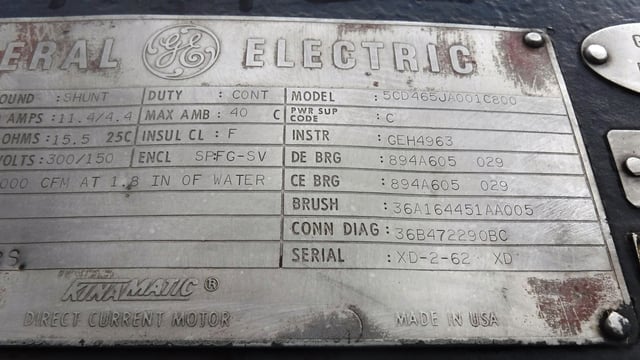 ERAL GE ELECTRIC
OUND :SHUNT DUTY : CONT MODEL : 5CD465JA001C800
AMPS:11.4/4.4 MAX AMB : 40 C PWR SUP CODE : C
OHMS:15.5 25C INSUL CL : F INSTR : GEH4963
VOLTS:300/150 ENCL SPFG-SV DE BRG : 894A605 029
000 CFM AT 1.8 IN OF WATER CE BRG : 894A605 029
BRUSH : 36A164451AA005
CONN DIAG : 36B472290BC
RS SERIAL : XD-2-62 XD
KINAMATIC ®
DIRECT CURRENT MOTOR MADE IN USA